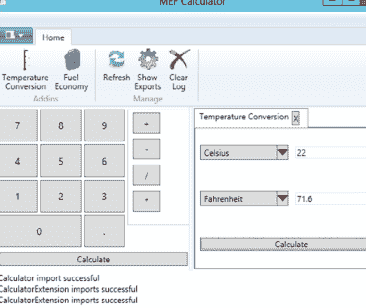 MEF Calculator
Home
Temperature Conversion
Fuel Economy
Refresh
Show Exports
Clear Log
Addins
Manage
7 8 9
4 5 6
1 2 3
0 .
+
-
/
*
Calculate
Temperature Conversion X
Celsius 22
Fahrenheit 71.6
Calculate
Calculator import successful
CalculatorExtension imports successful
CalculatorExtension imports successful